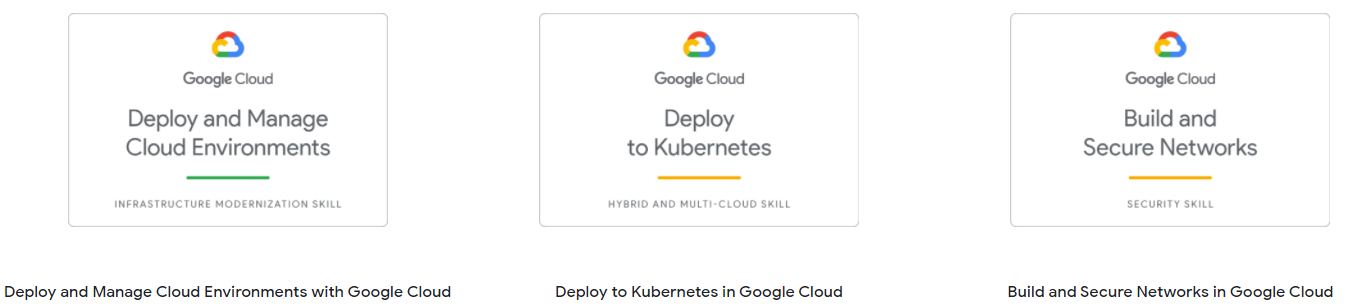 Google Cloud
Deploy and Manage
Cloud Environments
INFRASTRUCTURE MODERNIZATION SKILL
Deploy and Manage Cloud Environments with Google Cloud
Google Cloud
Deploy
to Kubernetes
HYBRID AND MULTI-CLOUD SKILL
Deploy to Kubernetes in Google Cloud
Google Cloud
Build and
Secure Networks
SECURITY SKILL
Build and Secure Networks in Google Cloud